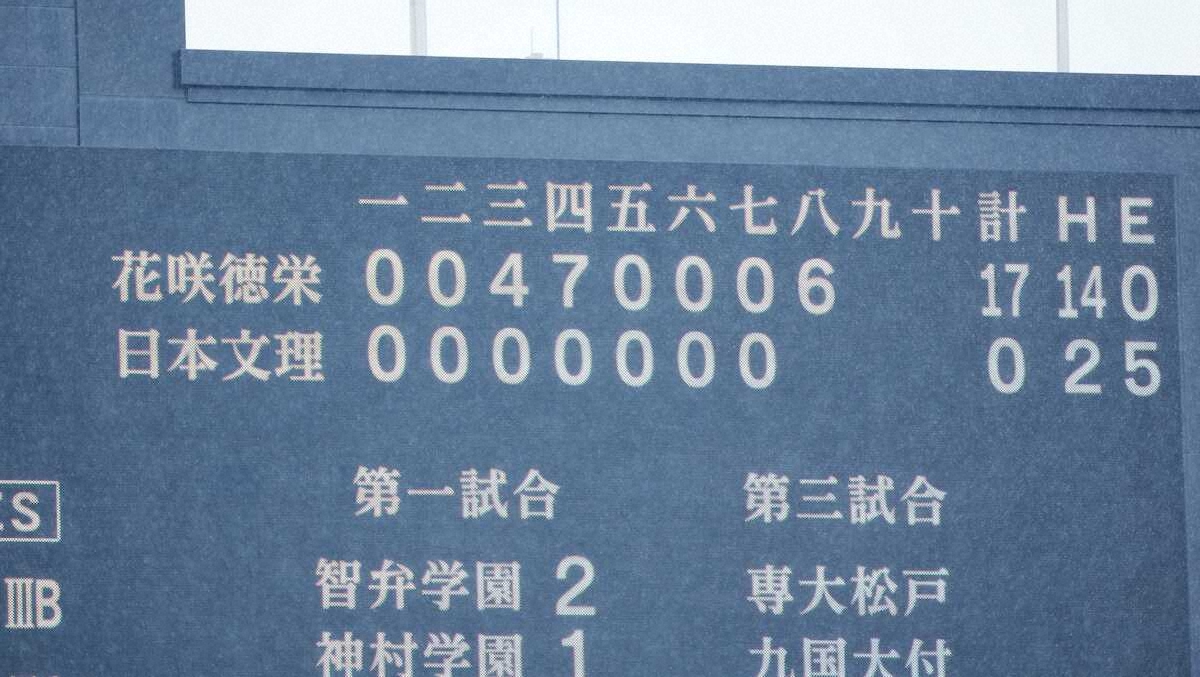 一 二 三 四 五 六 七 八 九 十 計 H E
花咲徳栄 0 0 4 7 0 0 0 6 17 14 0
日本文理 0 0 0 0 0 0 0 0 2 5
第一試合 第三試合
ES
智弁学園 2 専大松戸
ⅢB
神村学園 1 九国大付